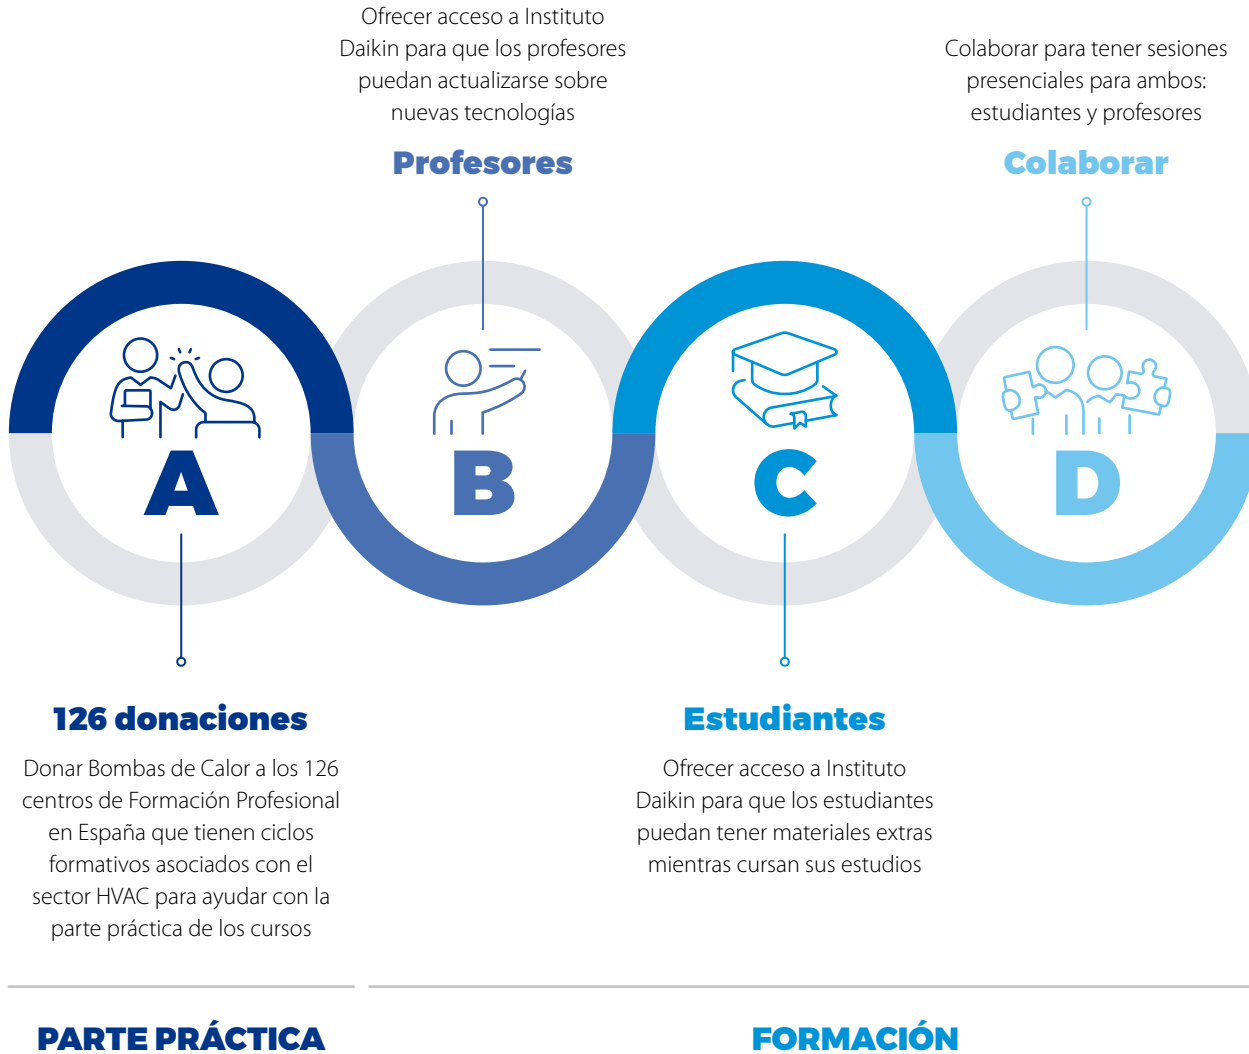 Ofrecer acceso a Instituto
Daikin para que los profesores
puedan actualizarse sobre
nuevas tecnologías
Profesores
Colaborar para tener sesiones
presenciales para ambos:
estudiantes y profesores
Colaborar
A
B
C
D
126 donaciones
Donar Bombas de Calor a los 126
centros de Formación Profesional
en España que tienen ciclos
formativos asociados con el
sector HVAC para ayudar con la
parte práctica de los cursos
Estudiantes
Ofrecer acceso a Instituto
Daikin para que los estudiantes
puedan tener materiales extras
mientras cursan sus estudios
PARTE PRÁCTICA
FORMACIÓN